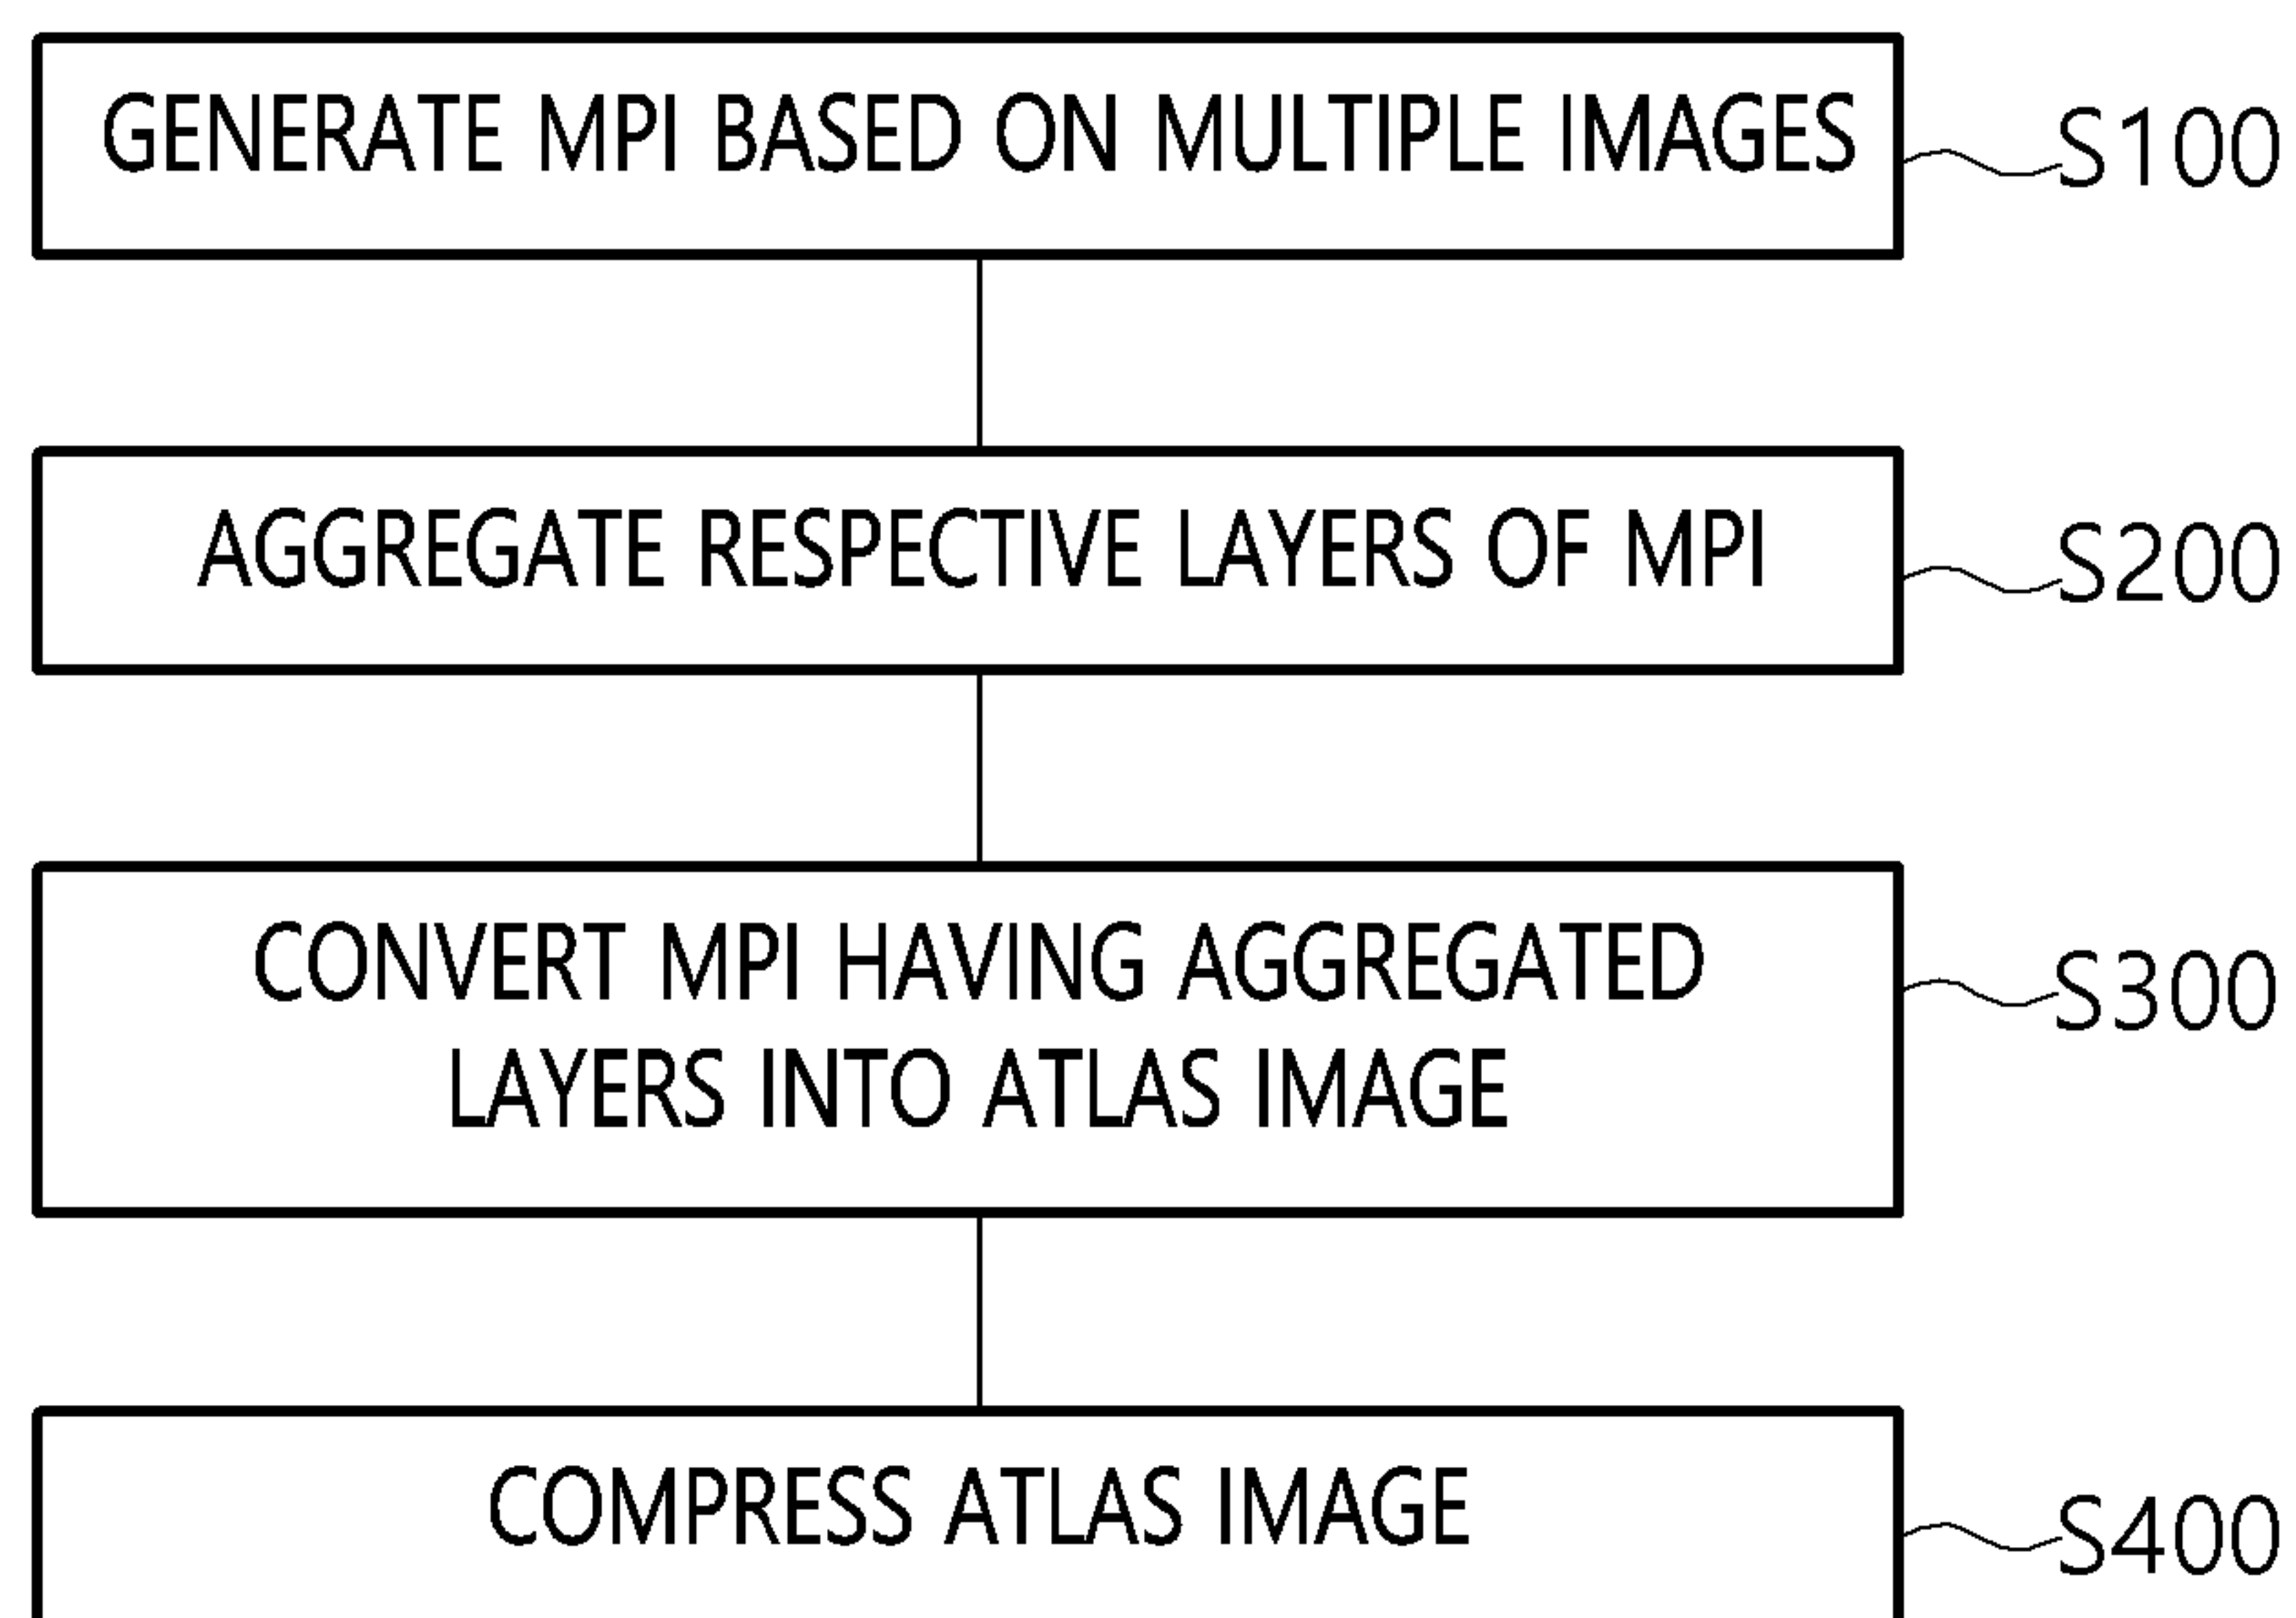 GENERATE MPI BASED ON MULTIPLE IMAGES
S100
AGGREGATE RESPECTIVE LAYERS OF MPI
S200
CONVERT MPI HAVING AGGREGATED
LAYERS INTO ATLAS IMAGE
S300
COMPRESS ATLAS IMAGE
S400